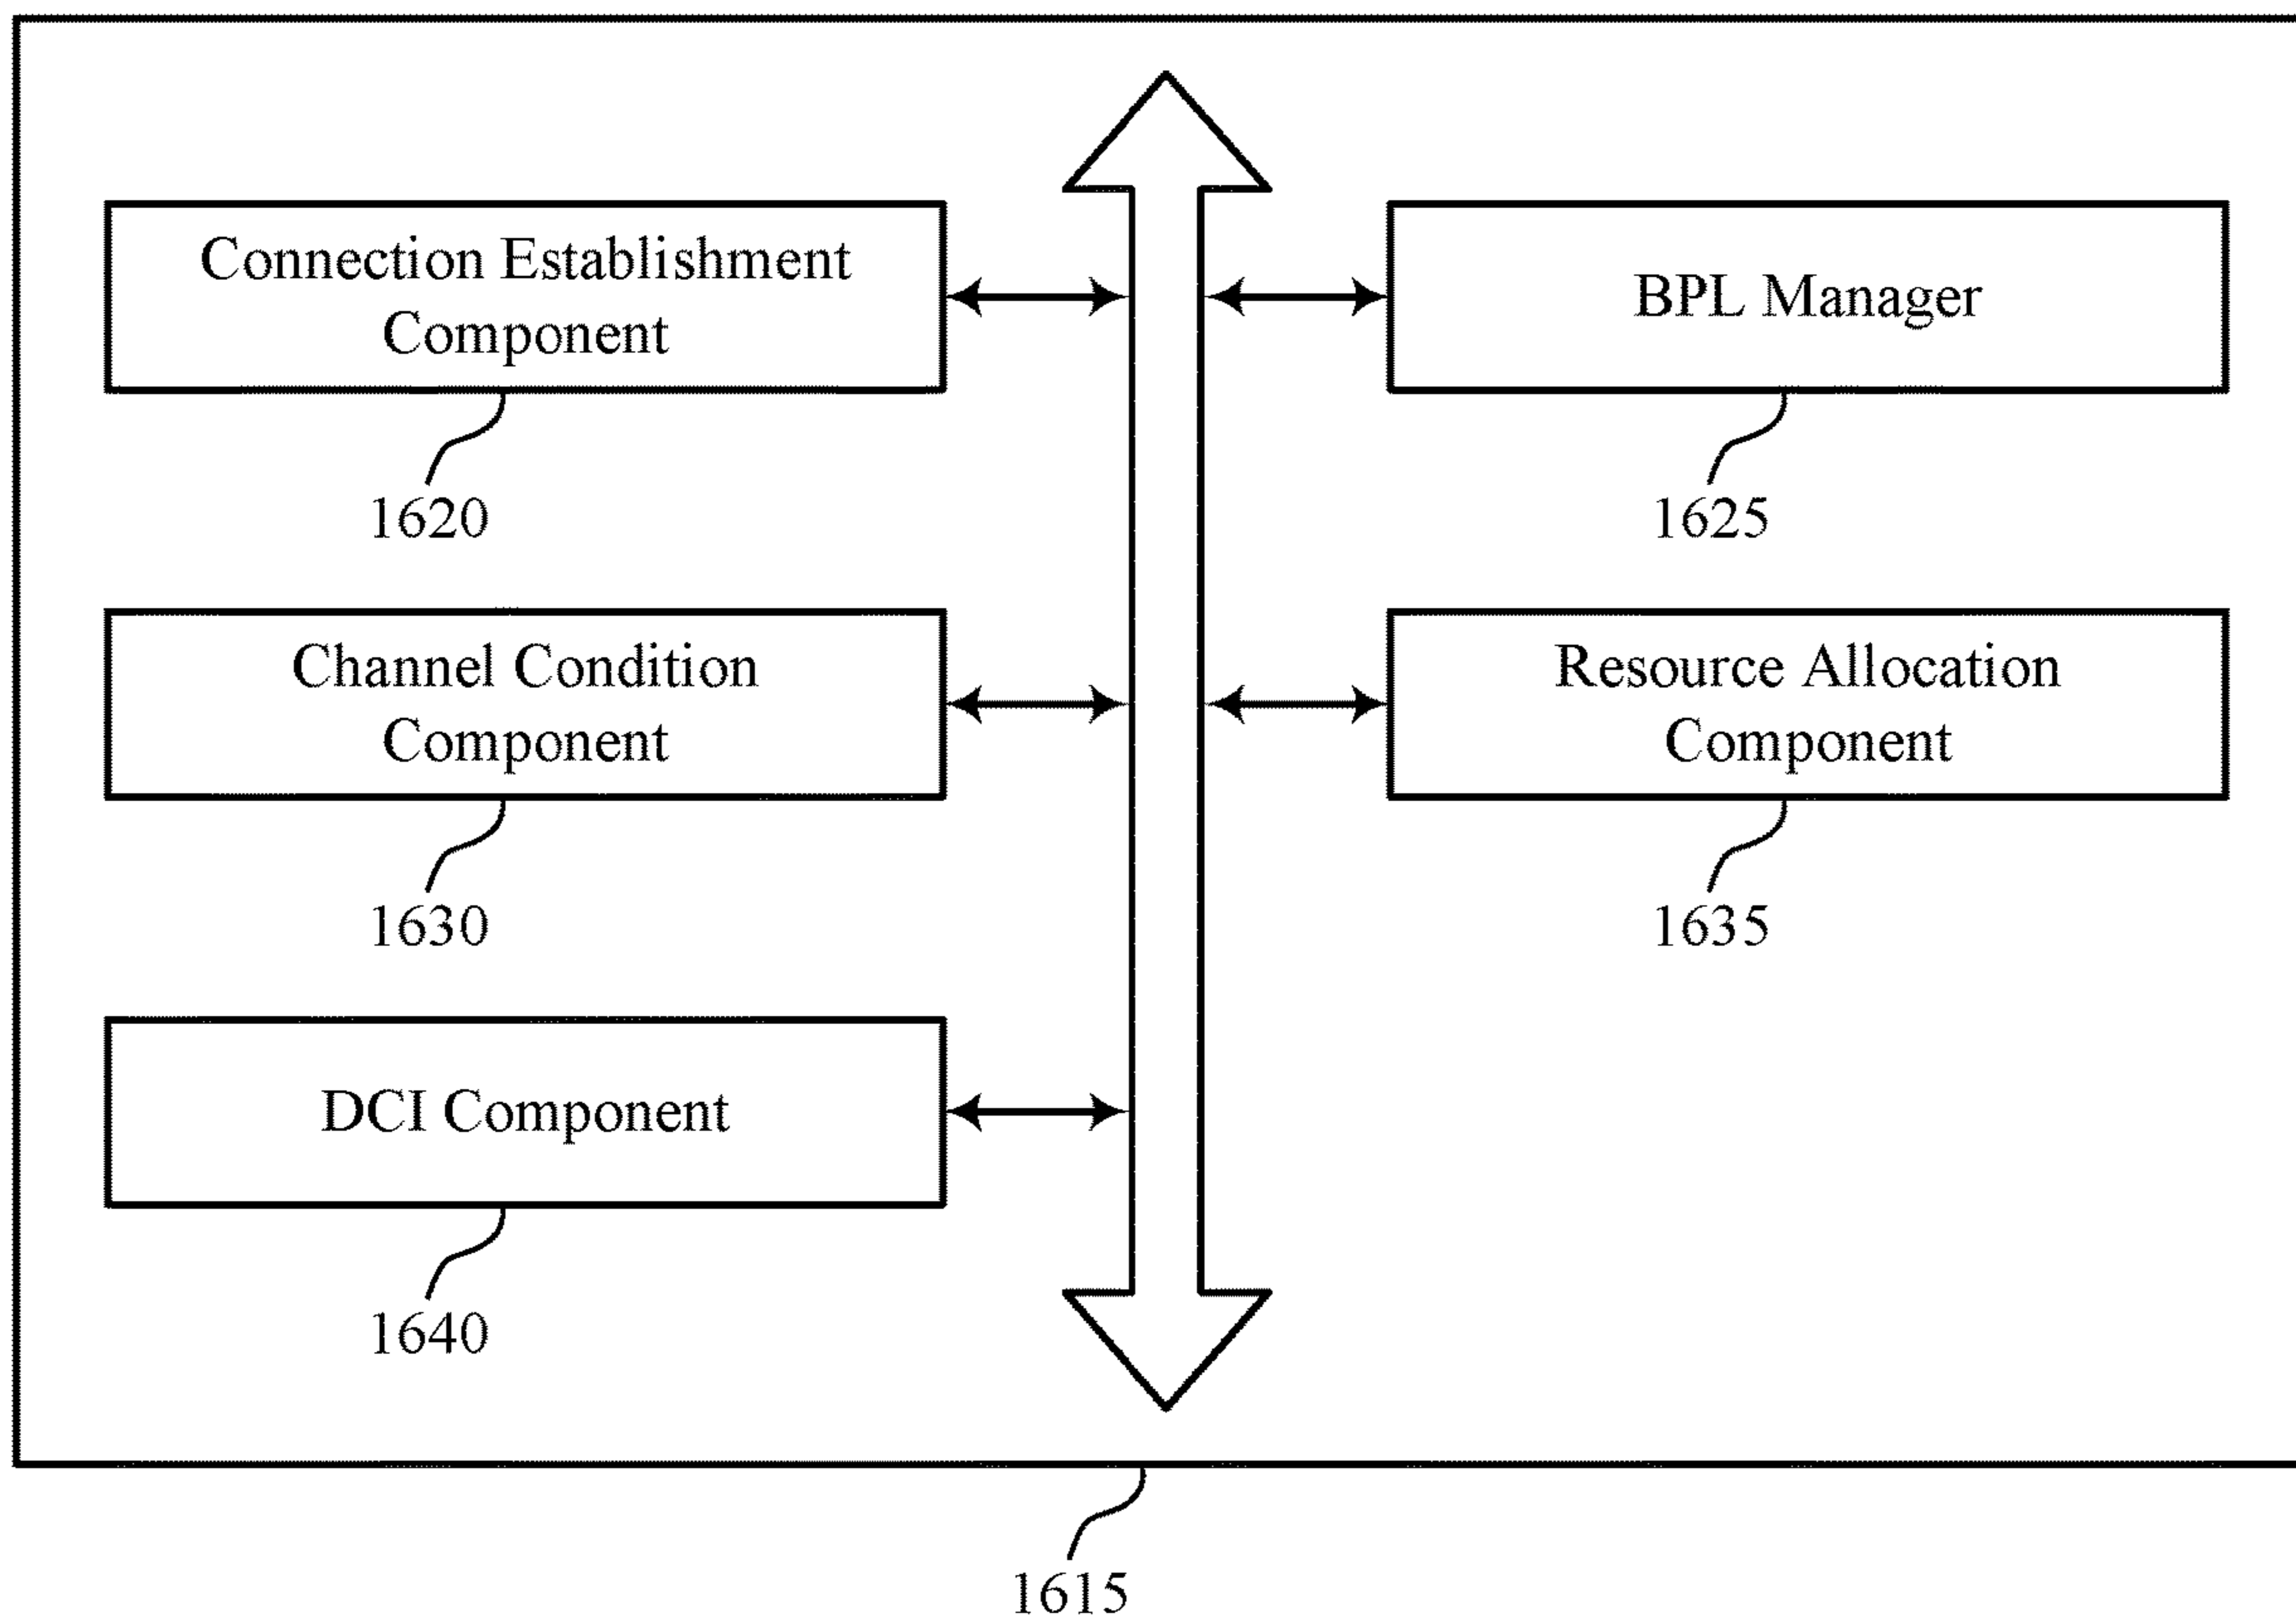 Connection Establishment
Component
BPL Manager
1620
1625
Channel Condition
Component
Resource Allocation
Component
1630
1635
DCI Component
1640
1615